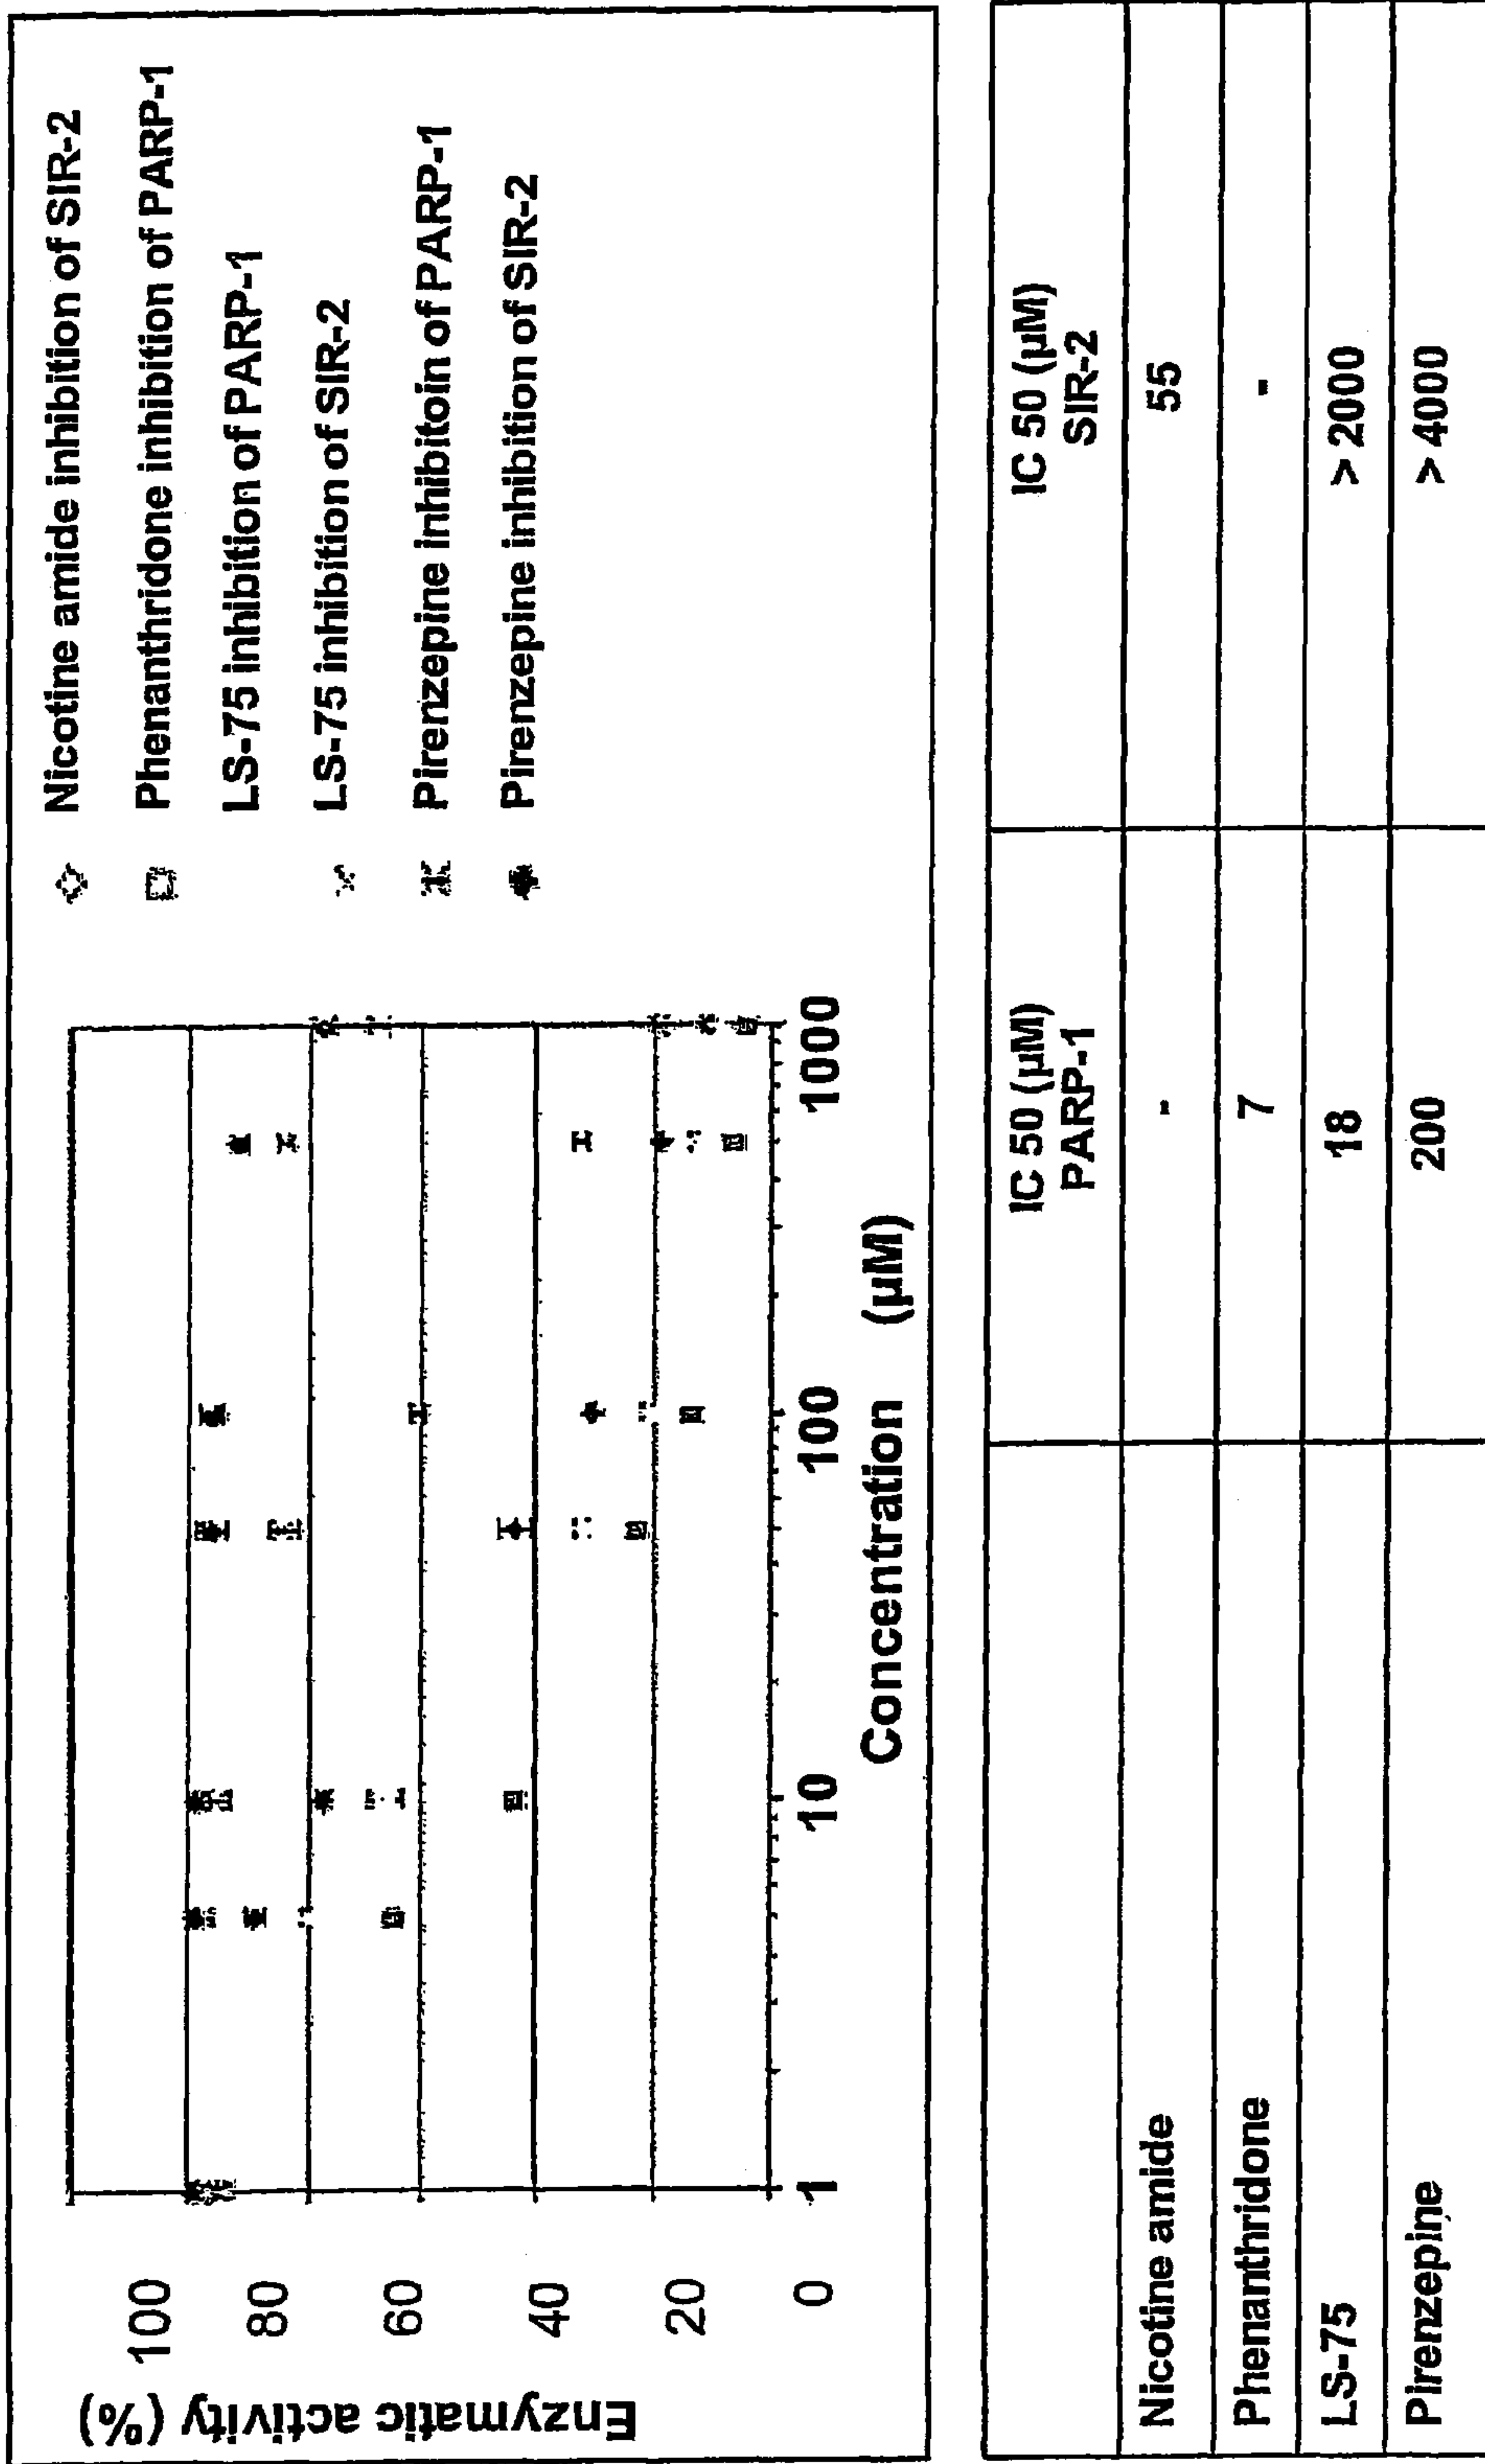 Nicotine amide inhibition of SIR-2
Phenanthridone inhibition of PARP-1
LS-75 inhibition of PARP-1
LS-75 inhibition of SIR-2
Pirenzepine inhibitoin of PARP-1
Pirenzepine inhibition of SIR-2
Enzymatic activity (%)
100
80
60
40
20
0
1
10
100
1000
Concentration (µM)
IC 50 (µM) PARP-1
IC 50 (µM) SIR-2
Nicotine amide - 55
Phenanthridone 7 -
LS-75 18 > 2000
Pirenzepine 200 > 4000